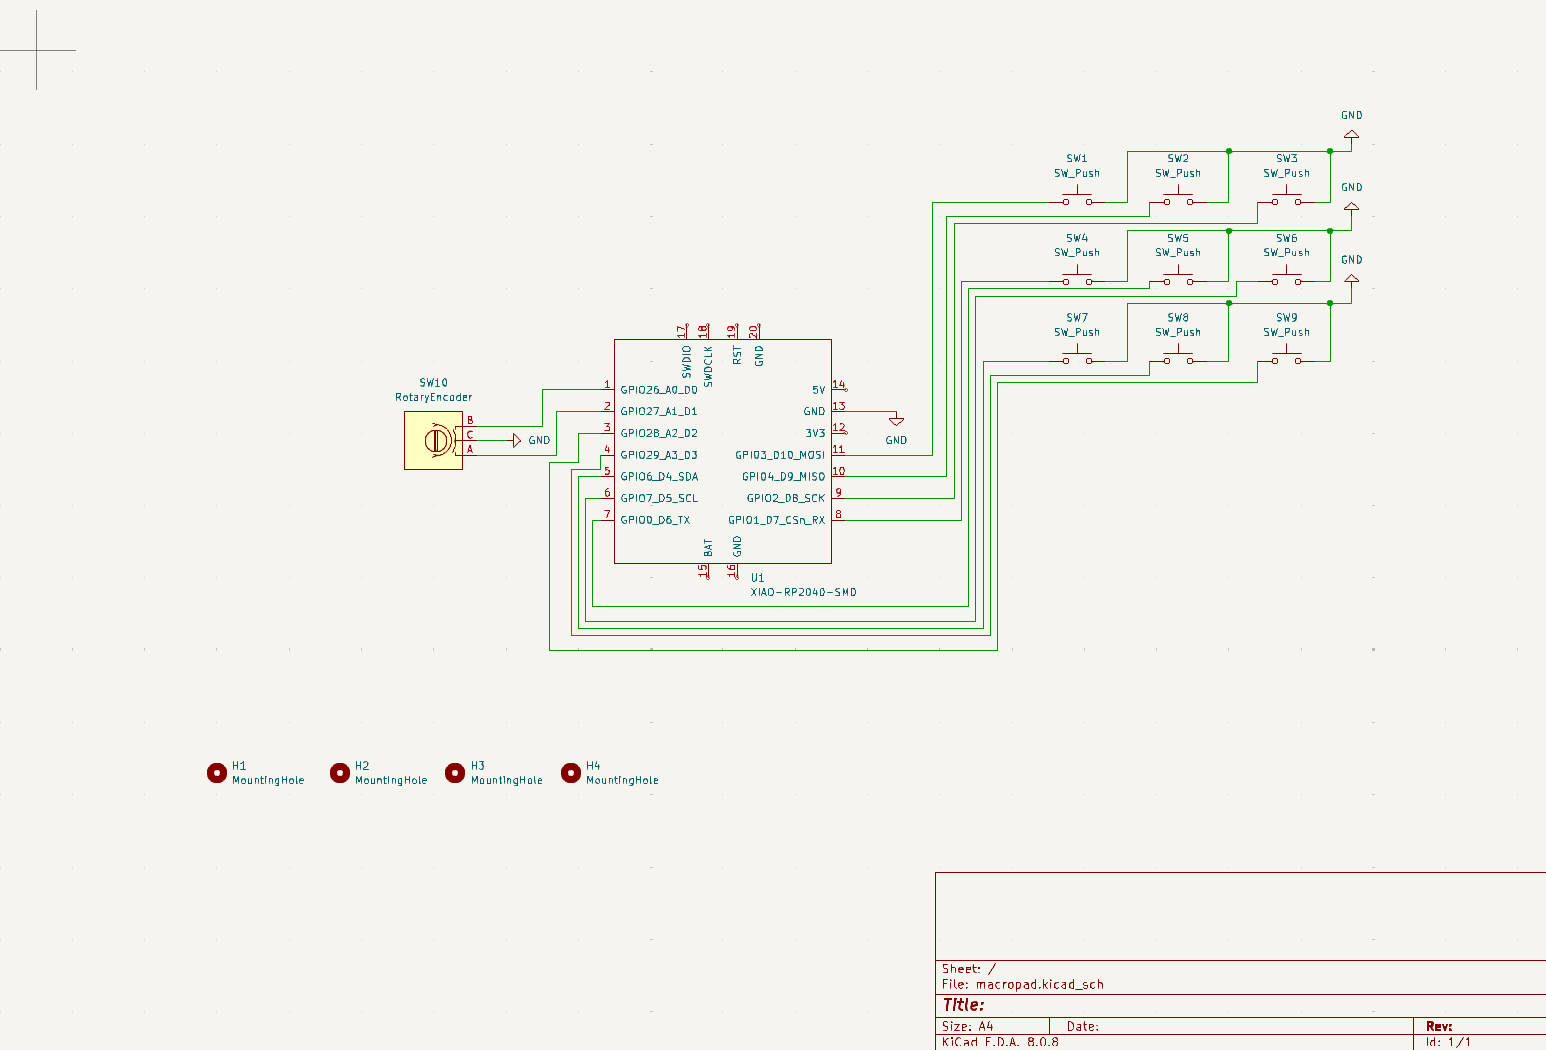 GND
SW1
SW_Push
SW2
SW_Push
SW3
SW_Push
GND
SW4
SW_Push
SW5
SW_Push
SW6
SW_Push
GND
SW7
SW_Push
SW8
SW_Push
SW9
SW_Push
SW10
RotaryEncoder
B
C
A
GND
17
SWDIO
18
SWDCLK
19
RST
20
GND
1
GPIO26_A0_D0
2
GPIO27_A1_D1
3
GPIO28_A2_D2
4
GPIO29_A3_D3
5
GPIO6_D4_SDA
6
GPIO7_D5_SCL
7
GPIO0_D6_TX
5V
14
GND
13
3V3
12
GPIO3_D10_MOSI
11
GPIO4_D9_MISO
10
GPIO2_D8_SCK
9
GPIO1_D7_CSn_RX
8
GND
BAT
15
GND
16
U1
XIAO-RP2040-SMD
H1
MountingHole
H2
MountingHole
H3
MountingHole
H4
MountingHole
Sheet: /
File: macropad.kicad_sch
Title:
Size: A4
Date:
Rev:
KiCad E.D.A. 8.0.8
Id: 1/1